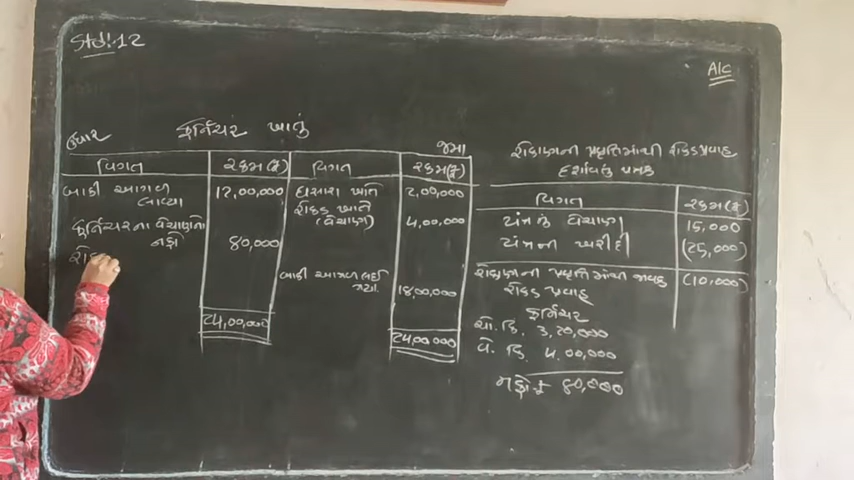 Std:-12
A/C
ઉધાર
ફર્નિચર ખાતું
જમા
વિગત રકમ(₹) વિગત રકમ(₹)
બાકી આગળ લાવ્યા 12,00,000
ફર્નિચરના વેચાણનો નફો 80,000
રોક
ઘસારા ખાતે 2,00,000
રોકડ ખાતે (વેચાણ) 4,00,000
બાકી આગળ લઈ ગયા. 18,00,000
24,00,000 24,00,000
રોકાણની પ્રવૃત્તિમાંથી રોકડપ્રવાહ
દર્શાવતું પત્રક
વિગત રકમ(₹)
યંત્રનું વેચાણ 15,000
યંત્રની ખરીદી (25,000)
રોકાણની પ્રવૃત્તિમાંથી જાવક (10,000)
રોકડ પ્રવાહ
ફર્નિચર
ચો. કિં. 3,20,000
વે. કિં. 4,00,000
નફો 80,000